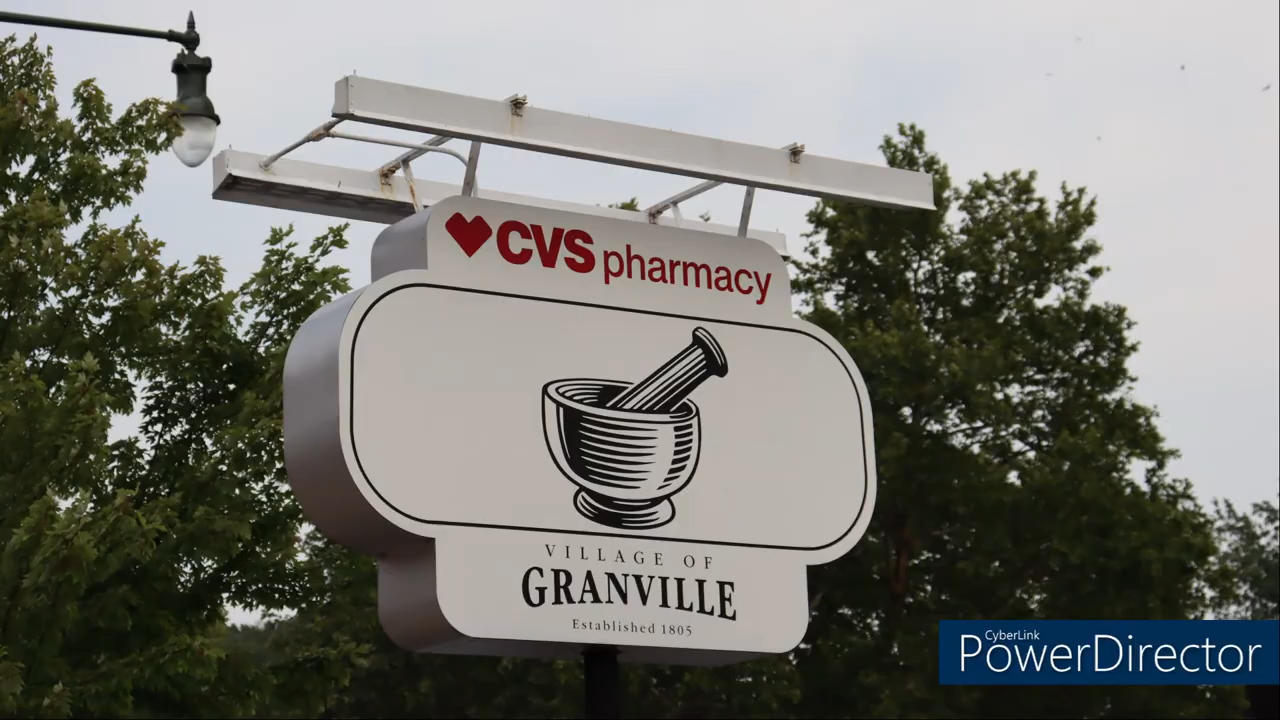 CVS pharmacy
VILLAGE OF
GRANVILLE
Established 1805
CyberLink
PowerDirector